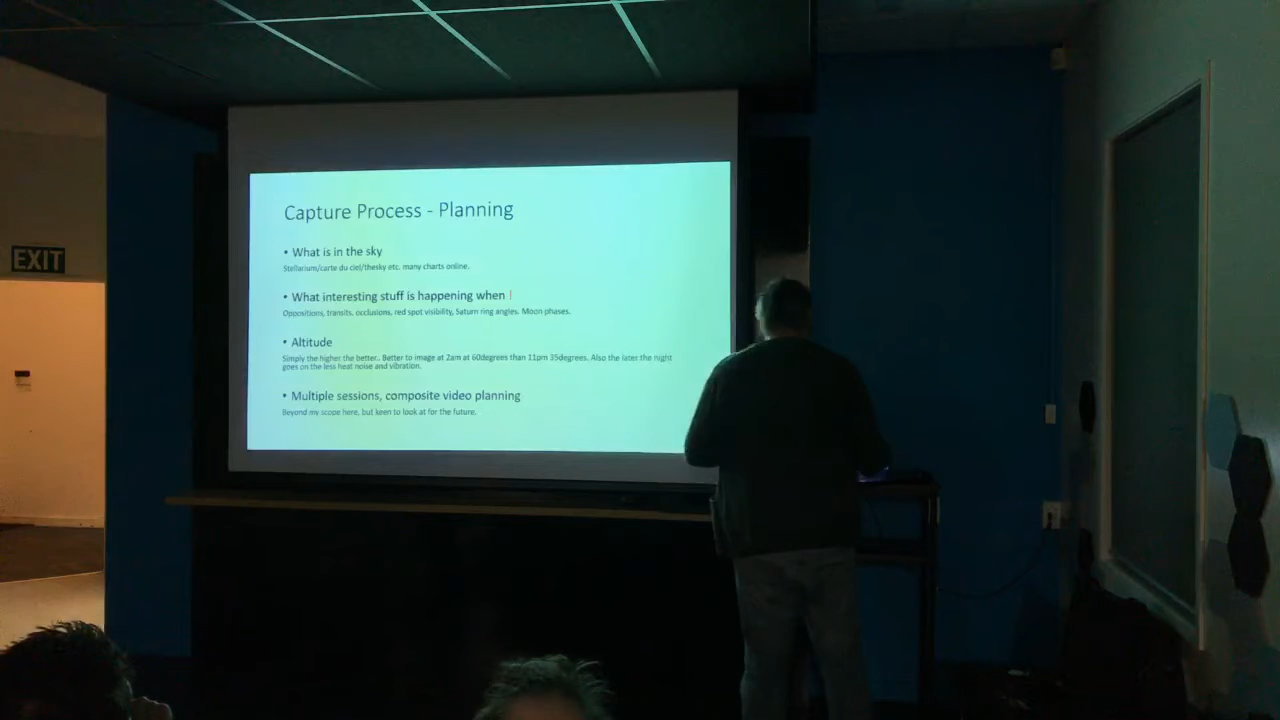 EXIT
Capture Process - Planning
• What is in the sky
Stellarium/carte du ciel/thesky etc. many charts online.
• What interesting stuff is happening when !
Oppositions, transits, occlusions, red spot visibility, Saturn ring angles. Moon phases.
• Altitude
Simply the higher the better. Better to image at 2am at 60degrees than 11pm 35degrees. Also the later the night
goes on the less heat noise and vibration.
• Multiple sessions, composite video planning
Beyond my scope here, but keen to look at for the future.